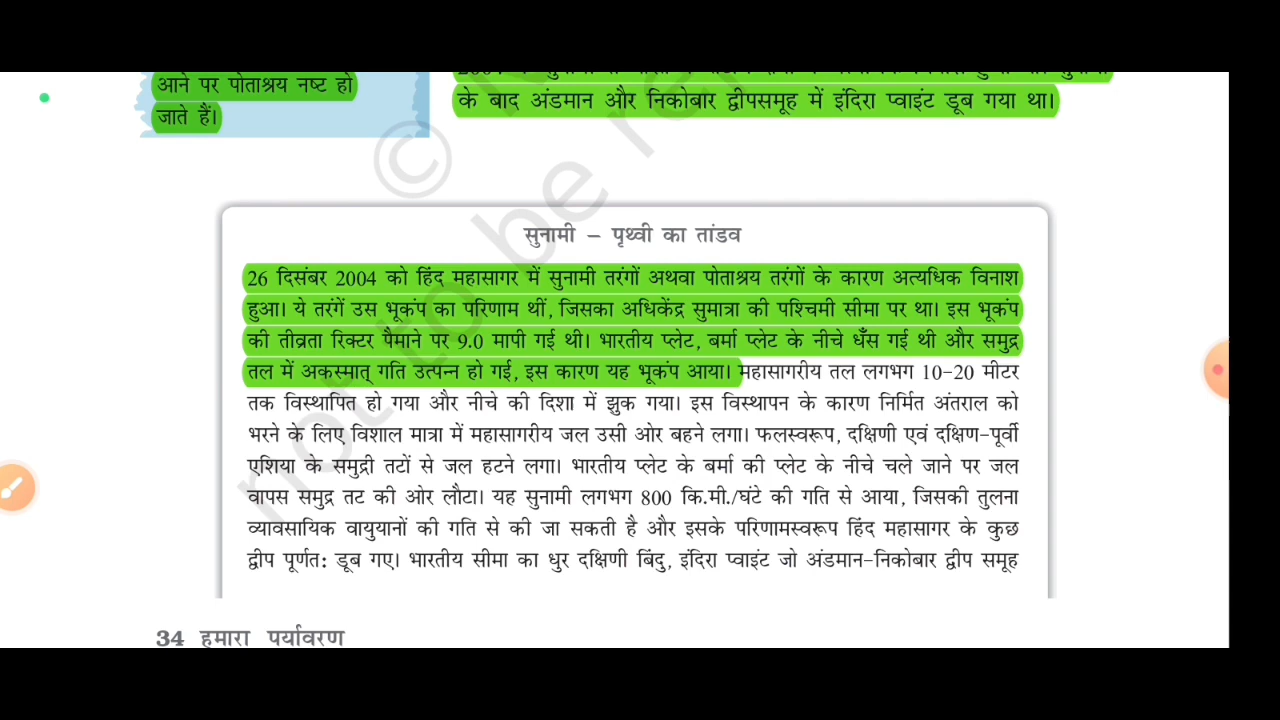 आने पर पोताश्रय नष्ट हो
जाते हैं।
के बाद अंडमान और निकोबार द्वीपसमूह में इंदिरा प्वाइंट डूब गया था।
सुनामी – पृथ्वी का तांडव
26 दिसंबर 2004 को हिंद महासागर में सुनामी तरंगों अथवा पोताश्रय तरंगों के कारण अत्यधिक विनाश
हुआ। ये तरंगें उस भूकंप का परिणाम थीं, जिसका अधिकेंद्र सुमात्रा की पश्चिमी सीमा पर था। इस भूकंप
की तीव्रता रिक्टर पैमाने पर 9.0 मापी गई थी। भारतीय प्लेट, बर्मा प्लेट के नीचे धँस गई थी और समुद्र
तल में अकस्मात् गति उत्पन्न हो गई, इस कारण यह भूकंप आया। महासागरीय तल लगभग 10-20 मीटर
तक विस्थापित हो गया और नीचे की दिशा में झुक गया। इस विस्थापन के कारण निर्मित अंतराल को
भरने के लिए विशाल मात्रा में महासागरीय जल उसी ओर बहने लगा। फलस्वरूप, दक्षिणी एवं दक्षिण-पूर्वी
एशिया के समुद्री तटों से जल हटने लगा। भारतीय प्लेट के बर्मा की प्लेट के नीचे चले जाने पर जल
वापस समुद्र तट की ओर लौटा। यह सुनामी लगभग 800 कि.मी./घंटे की गति से आया, जिसकी तुलना
व्यावसायिक वायुयानों की गति से की जा सकती है और इसके परिणामस्वरूप हिंद महासागर के कुछ
द्वीप पूर्णत: डूब गए। भारतीय सीमा का धुर दक्षिणी बिंदु, इंदिरा प्वाइंट जो अंडमान-निकोबार द्वीप समूह
34 हमारा पर्यावरण
© not to be re